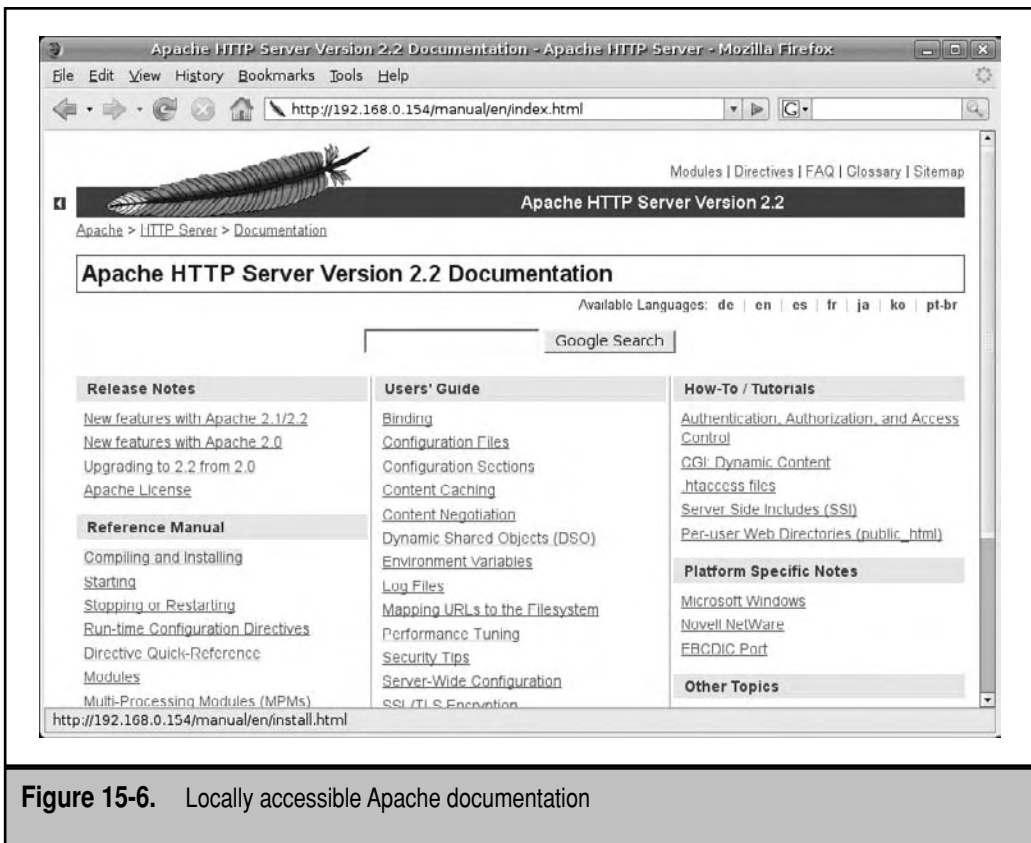 Apache HTTP Server Version 2.2 Documentation - Apache HTTP Server - Mozilla Firefox
File Edit View History Bookmarks Tools Help
http://192.168.0.154/manual/en/index.html
G
Modules | Directives | FAQ | Glossary | Sitemap
Apache HTTP Server Version 2.2
Apache > HTTP Server > Documentation
Apache HTTP Server Version 2.2 Documentation
Available Languages: de | en | es | fr | ja | ko | pt-br
Google Search
Release Notes
New features with Apache 2.1/2.2
New features with Apache 2.0
Upgrading to 2.2 from 2.0
Apache License
Reference Manual
Compiling and Installing
Starting
Stopping or Restarting
Run-time Configuration Directives
Directive Quick-Reference
Modules
Multi-Processing Modules (MPMs)
Users' Guide
Binding
Configuration Files
Configuration Sections
Content Caching
Content Negotiation
Dynamic Shared Objects (DSO)
Environment Variables
Log Files
Mapping URLs to the Filesystem
Performance Tuning
Security Tips
Server-Wide Configuration
SSL/TLS Encryption
How-To / Tutorials
Authentication, Authorization, and Access
Control
CGI: Dynamic Content
.htaccess files
Server Side Includes (SSI)
Per-user Web Directories (public_html)
Platform Specific Notes
Microsoft Windows
Novell NetWare
EBCDIC Port
Other Topics
http://192.168.0.154/manual/en/install.html
Figure 15-6. Locally accessible Apache documentation